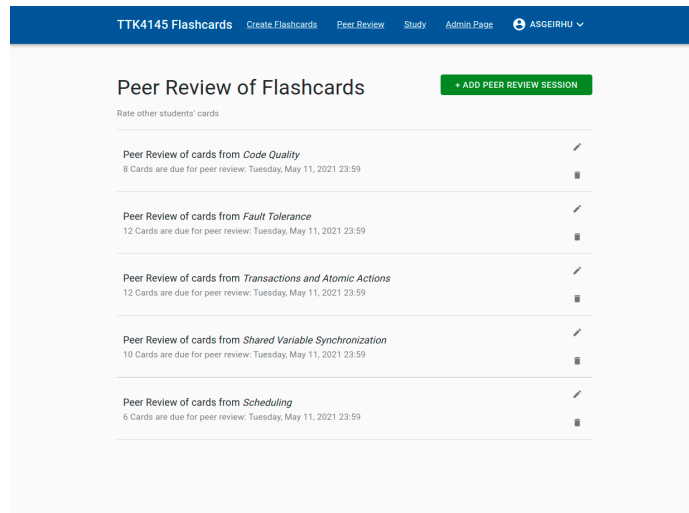 TTK4145 Flashcards Create Flashcards Peer Review Study Admin Page ASGEIRHU
Peer Review of Flashcards
+ ADD PEER REVIEW SESSION
Rate other students' cards
Peer Review of cards from Code Quality
8 Cards are due for peer review: Tuesday, May 11, 2021 23:59
Peer Review of cards from Fault Tolerance
12 Cards are due for peer review: Tuesday, May 11, 2021 23:59
Peer Review of cards from Transactions and Atomic Actions
12 Cards are due for peer review: Tuesday, May 11, 2021 23:59
Peer Review of cards from Shared Variable Synchronization
10 Cards are due for peer review: Tuesday, May 11, 2021 23:59
Peer Review of cards from Scheduling
6 Cards are due for peer review: Tuesday, May 11, 2021 23:59